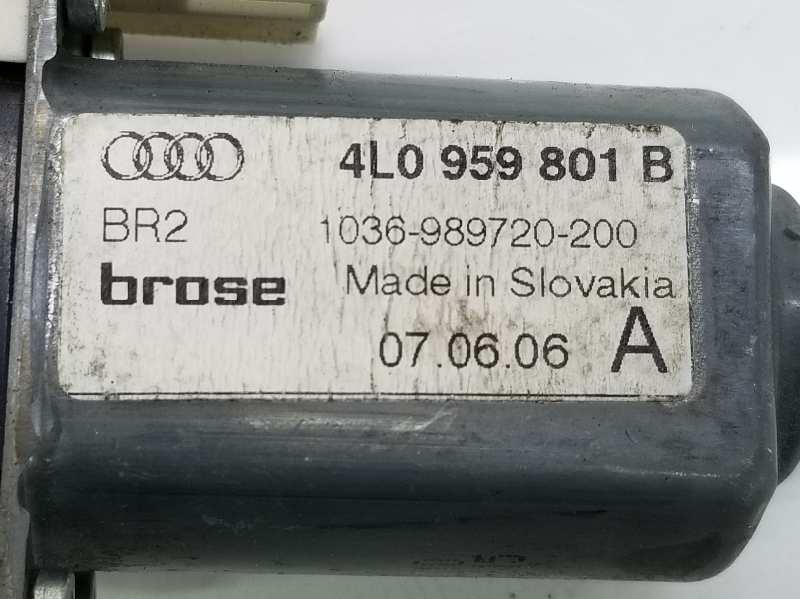 4L0 959 801 B
BR2 1036-989720-200
brose Made in Slovakia
07.06.06 A